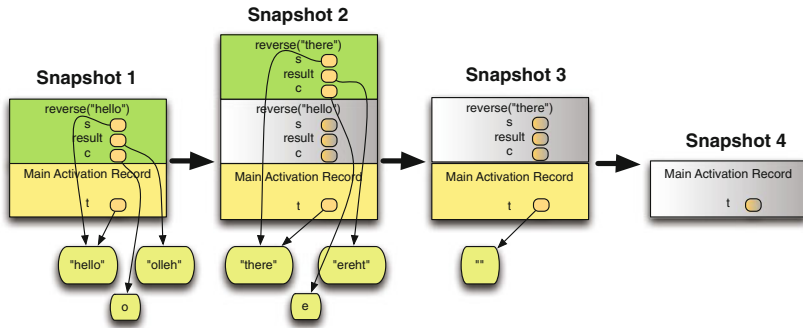 Snapshot 1
reverse("hello")
s
result
c
Main Activation Record
t
"hello"
"olleh"
o
Snapshot 2
reverse("there")
s
result
c
reverse("hello")
s
result
c
Main Activation Record
t
"there"
"ereht"
e
Snapshot 3
reverse("there")
s
result
c
Main Activation Record
t
""
Snapshot 4
Main Activation Record
t